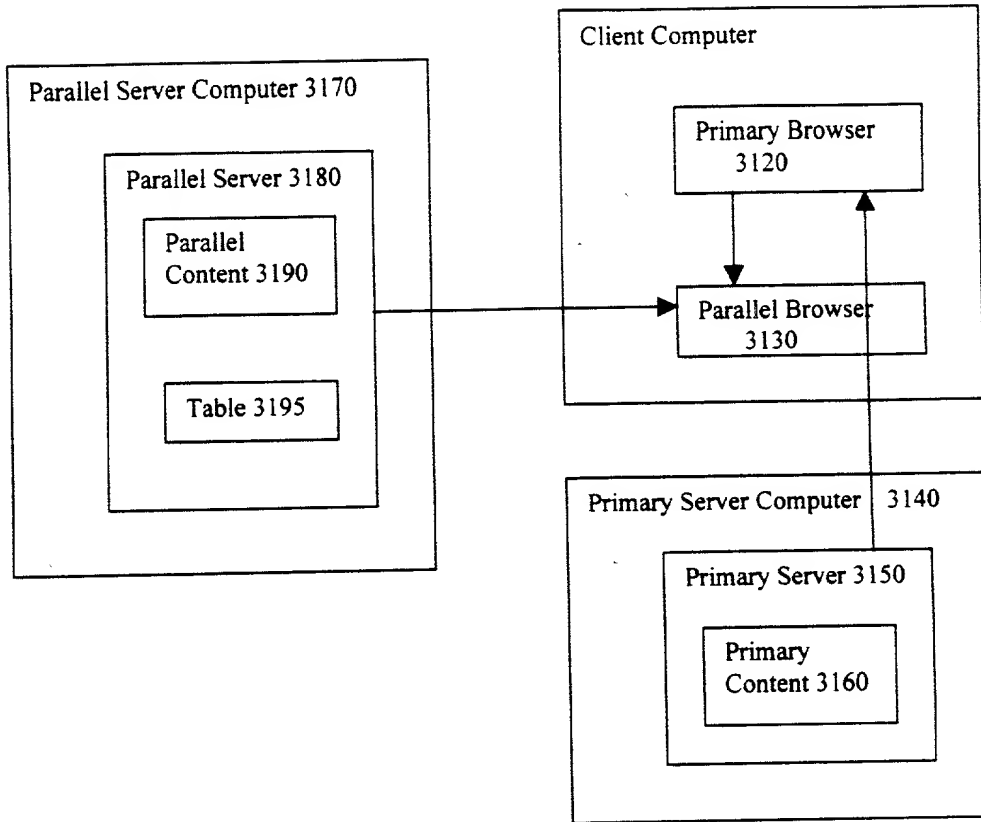 Client Computer
Primary Browser
3120
Parallel Browser
3130
Parallel Server Computer 3170
Parallel Server 3180
Parallel
Content 3190
Table 3195
Primary Server Computer 3140
Primary Server 3150
Primary
Content 3160